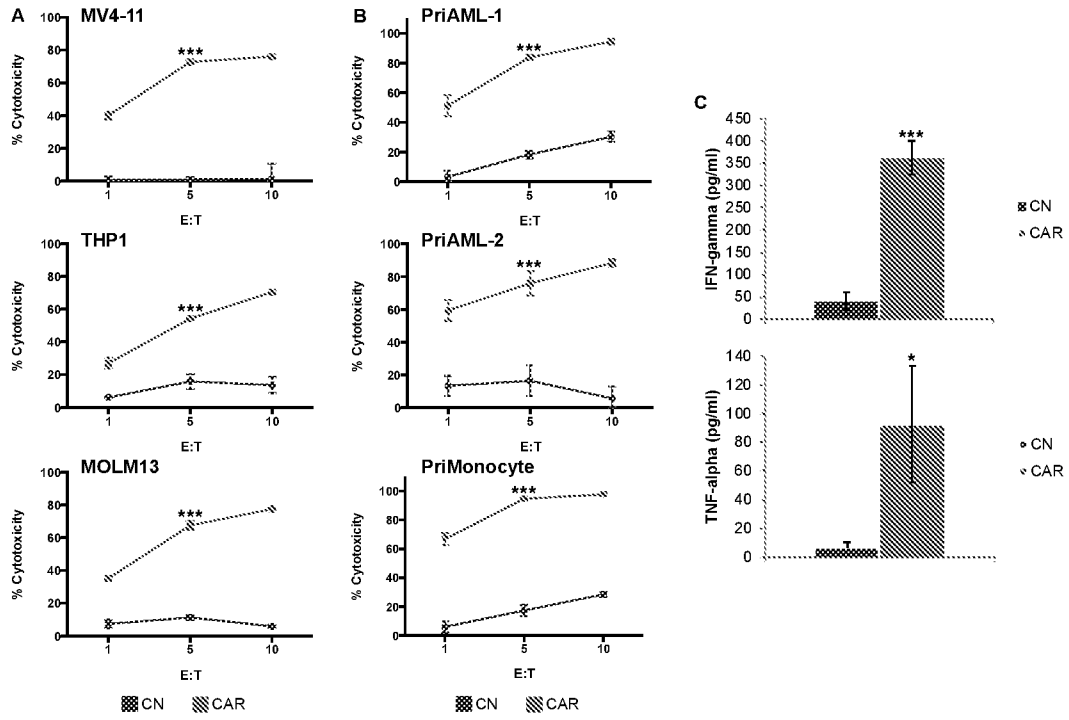 A
MV4-11
100
80
60
40
20
0
% Cytotoxicity
***
1 5 10
E:T
THP1
100
80
60
40
20
0
% Cytotoxicity
***
1 5 10
E:T
MOLM13
100
80
60
40
20
0
% Cytotoxicity
***
1 5 10
E:T
CN CAR
B
PriAML-1
100
80
60
40
20
0
% Cytotoxicity
***
1 5 10
E:T
PriAML-2
100
80
60
40
20
0
% Cytotoxicity
***
1 5 10
E:T
PriMonocyte
100
80
60
40
20
0
% Cytotoxicity
***
1 5 10
E:T
CN CAR
C
450
400
350
300
250
200
150
100
50
0
IFN-gamma (pg/ml)
***
CN
CAR
140
120
100
80
60
40
20
0
TNF-alpha (pg/ml)
*
CN
CAR